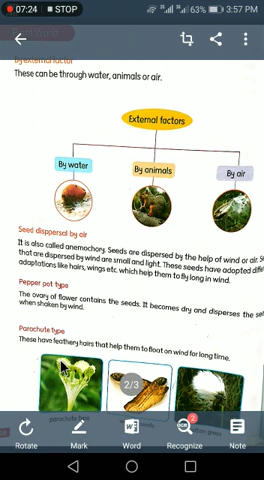 07:24 STOP 63% 3:57 PM
By external factor
These can be through water, animals or air.
External factors
By water
By animals
By air
Seed disppersal by air
It is also called anemochory. Seeds are dispersed by the help of wind or air. S
that are dispersed by wind are small and light. These seeds have adopted diffe
adaptations like hairs, wings etc. which help them to fly long in wind.
Pepper pot type
The ovary of flower contains the seeds. It becomes dry and disperses the se
when shaken by wind.
Parachute type
These have feathery hairs that help them to float on wind for long time.
2/3
parachute type
Rotate
Mark
W
Word
OCR
2
Recognize
Note